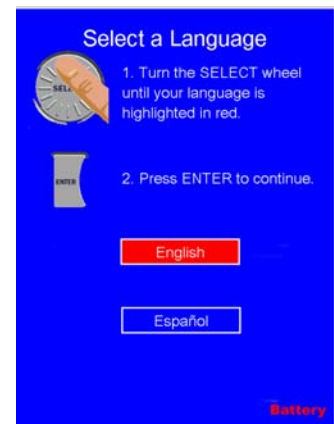 Select a Language
1. Turn the SELECT wheel
until your language is
highlighted in red.
ENTER
2. Press ENTER to continue.
English
Español
Battery